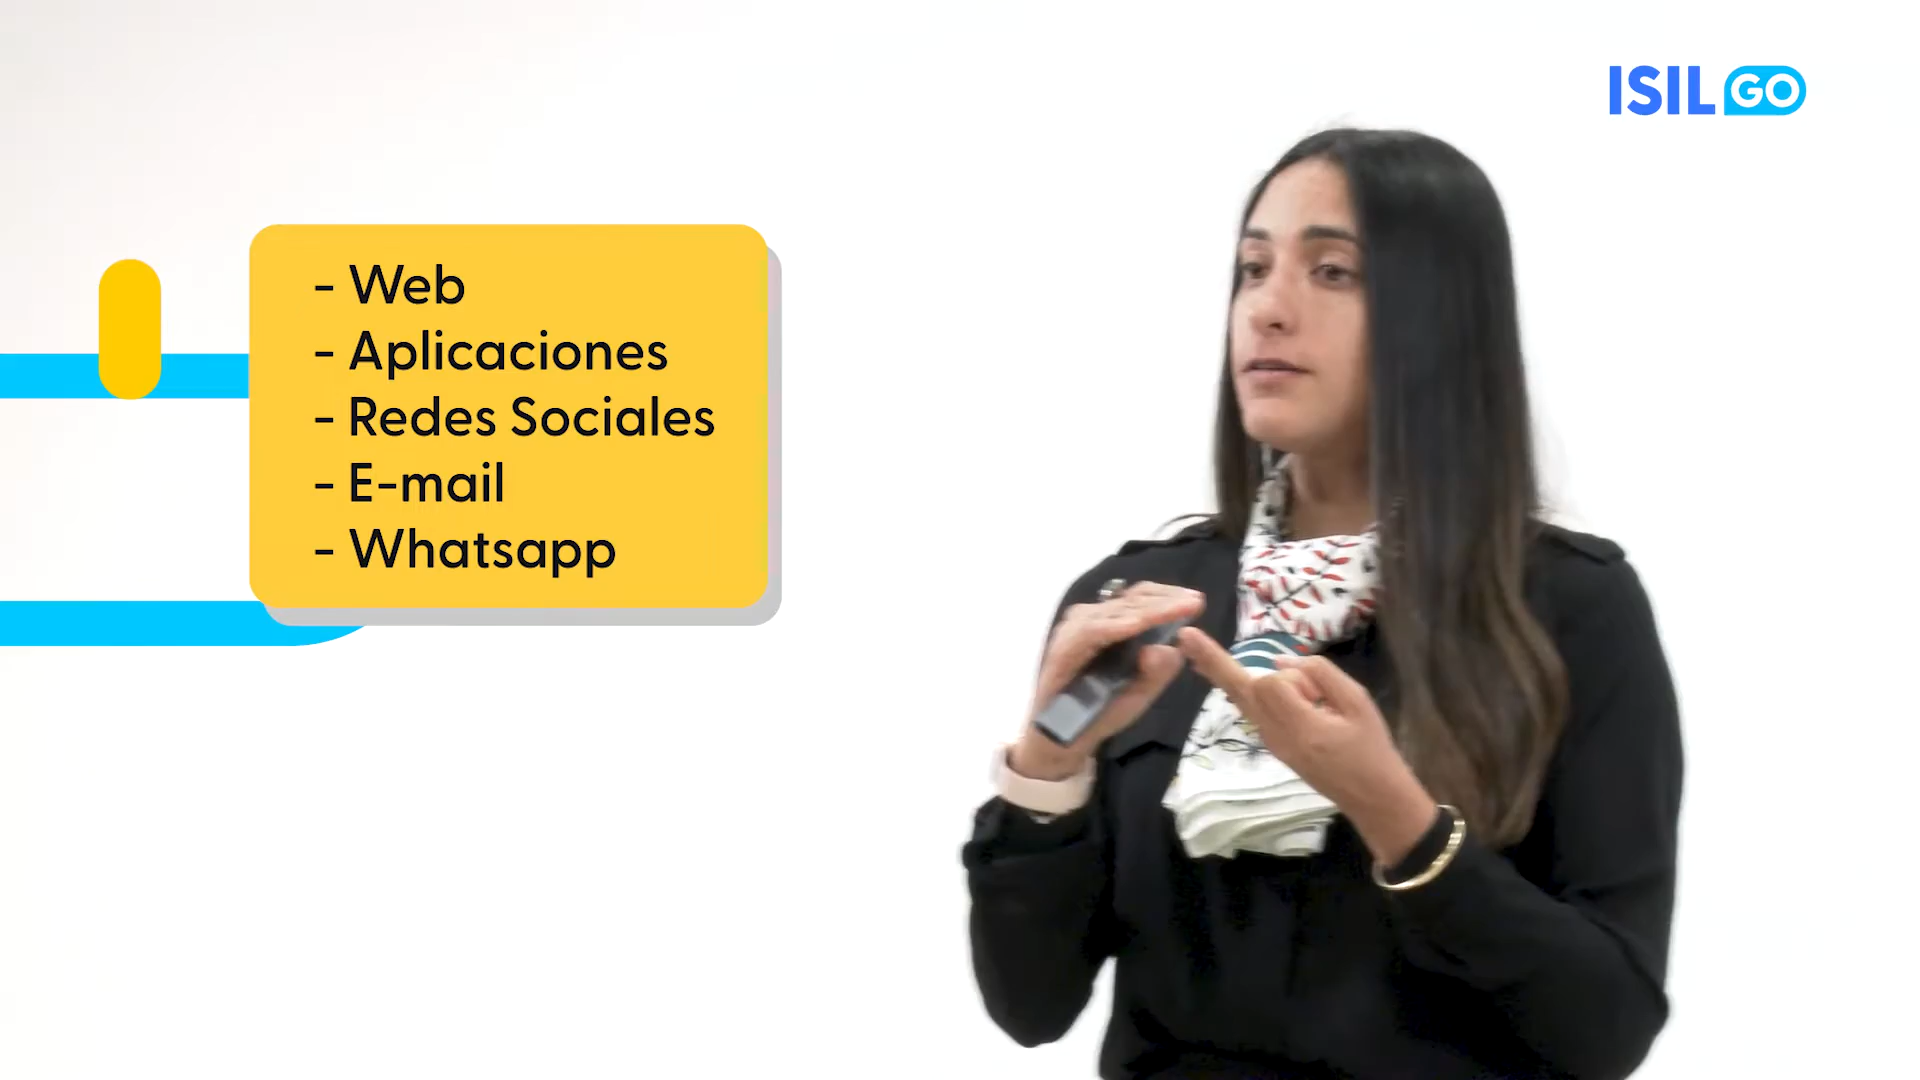 ISIL GO
- Web
- Aplicaciones
- Redes Sociales
- E-mail
- Whatsapp